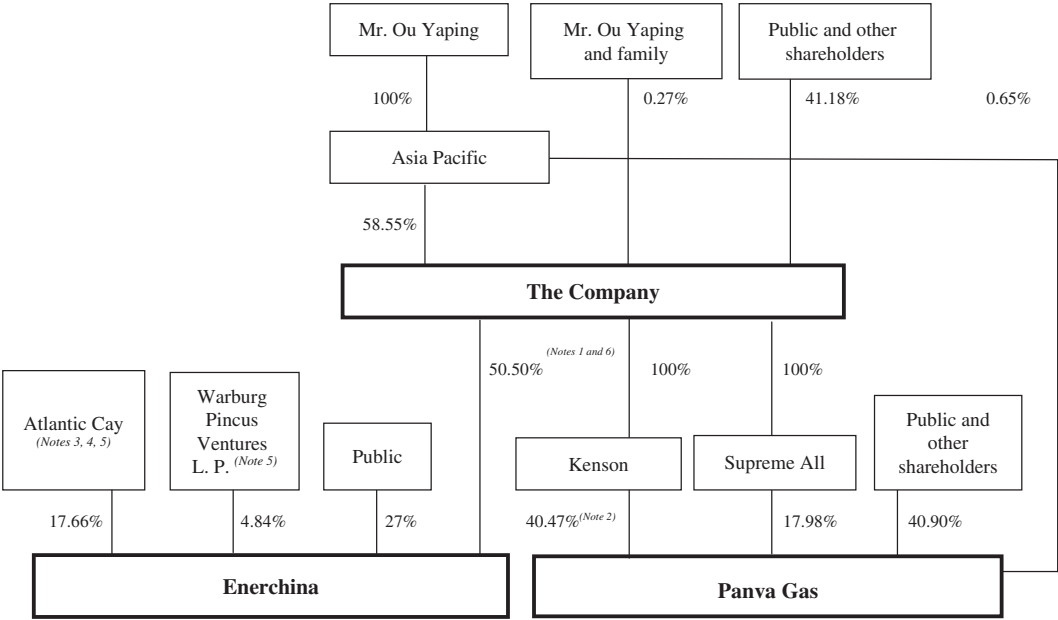 Mr. Ou Yaping
Mr. Ou Yaping
and family
Public and other
shareholders
100%
0.27%
41.18%
0.65%
Asia Pacific
58.55%
The Company
50.50% (Notes 1 and 6)
100%
100%
Atlantic Cay
(Notes 3, 4, 5)
Warburg
Pincus
Ventures
L. P. (Note 5)
Public
Kenson
Supreme All
Public and
other
shareholders
17.66%
4.84%
27%
40.47% (Note 2)
17.98%
40.90%
Enerchina
Panva Gas